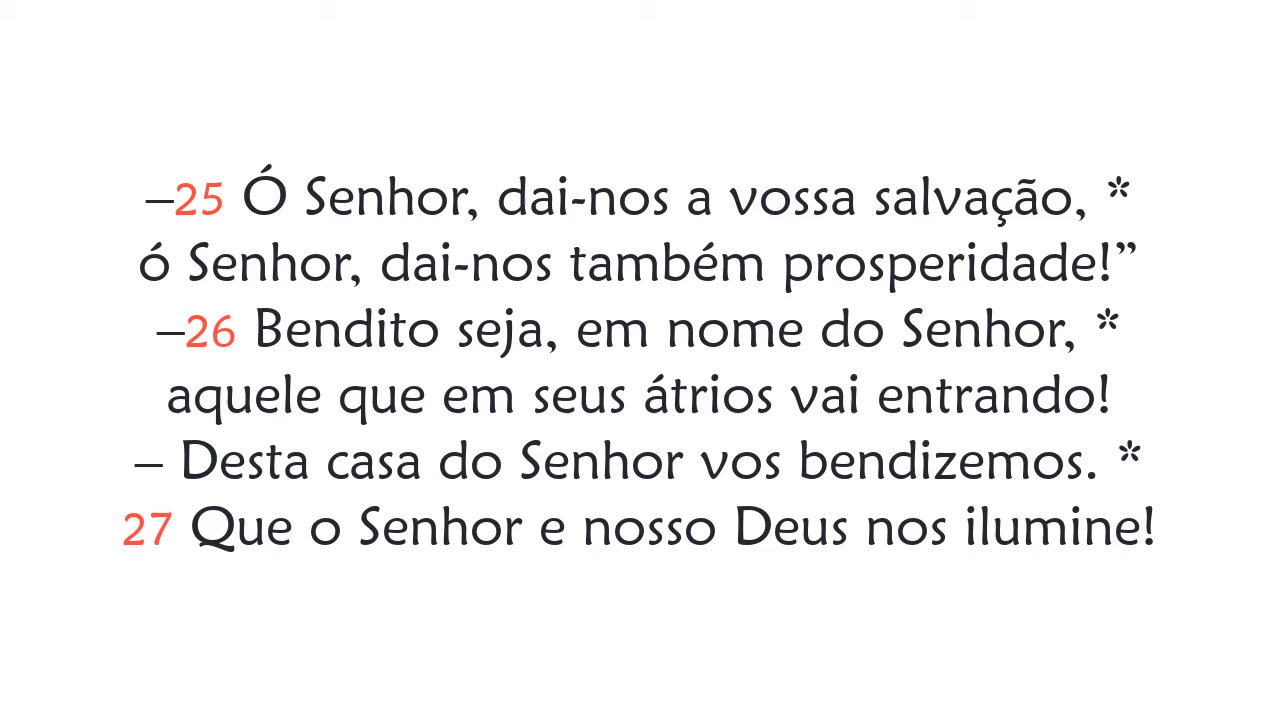 –25 Ó Senhor, dai-nos a vossa salvação, *
ó Senhor, dai-nos também prosperidade!”
–26 Bendito seja, em nome do Senhor, *
aquele que em seus átrios vai entrando!
– Desta casa do Senhor vos bendizemos. *
27 Que o Senhor e nosso Deus nos ilumine!